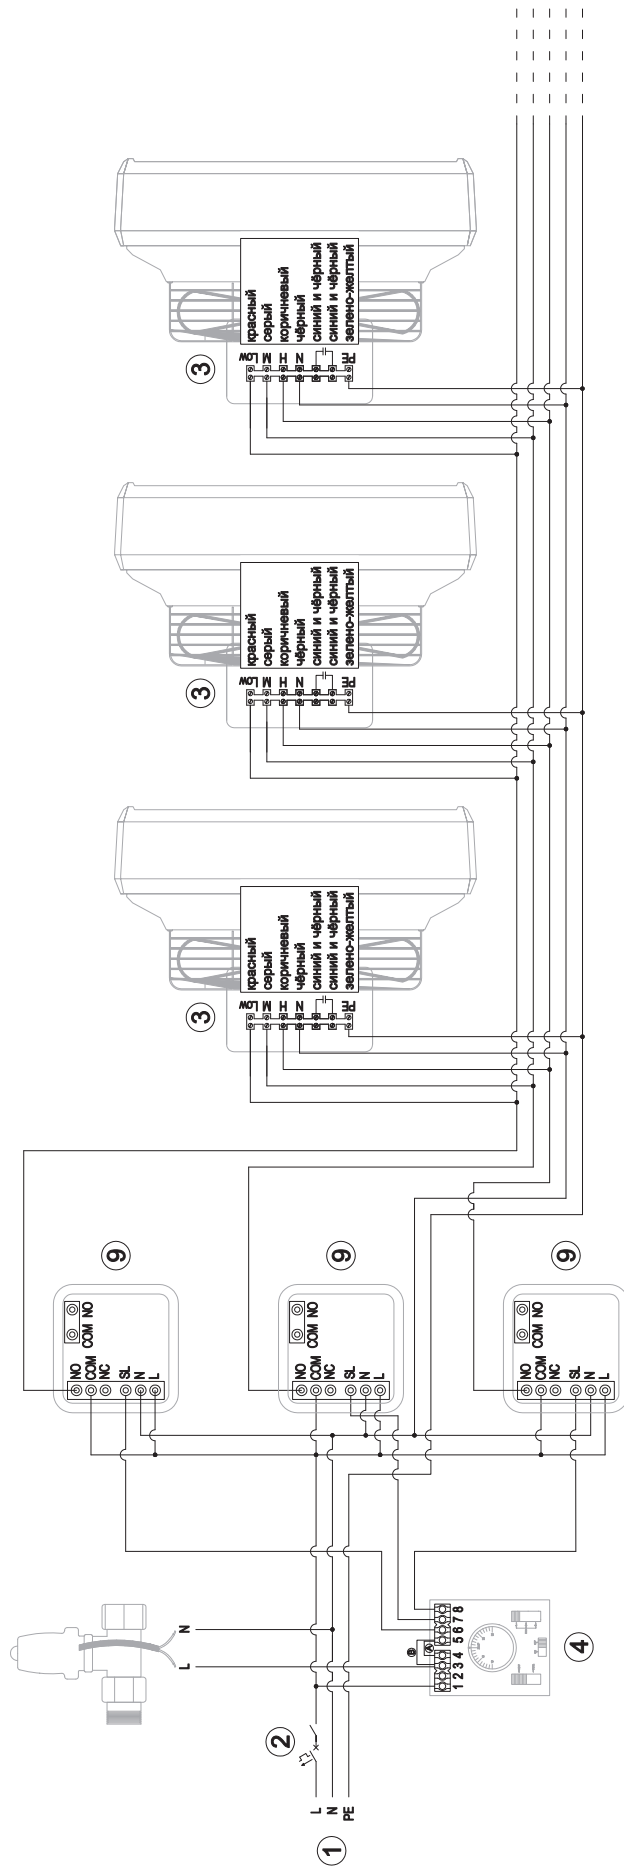 L
N
PE
1
2
L
N
1 2 3 4 5 6 7 8
A
B
4
NO
COM
NC
SL
N
L
COM NO
9
NO
COM
NC
SL
N
L
COM NO
9
NO
COM
NC
SL
N
L
COM NO
9
3
Low
M
H
N
PE
красный
серый
коричневый
чёрный
синий и чёрный
синий и чёрный
зелено-желтый
3
Low
M
H
N
PE
красный
серый
коричневый
чёрный
синий и чёрный
синий и чёрный
зелено-желтый
3
Low
M
H
N
PE
красный
серый
коричневый
чёрный
синий и чёрный
синий и чёрный
зелено-желтый